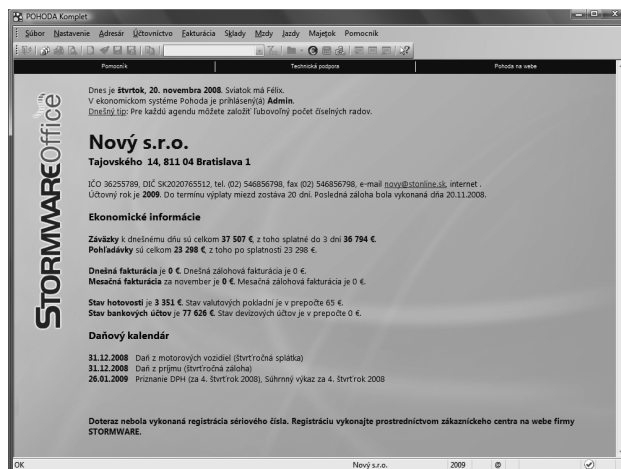 POHODA Komplet
Súbor Nastavenie Adresár Účtovníctvo Fakturácia Sklady Mzdy Jazdy Majetok Pomocník
Pomocník Technická podpora Pohoda na webe
STORMWARE Office
Dnes je štvrtok, 20. novembra 2008. Sviatok má Félix.
V ekonomickom systéme Pohoda je prihlásený(á) Admin.
Dnešný tip: Pre každú agendu môžete založiť ľubovoľný počet číselných radov.
Nový s.r.o.
Tajovského 14, 811 04 Bratislava 1
IČO 36255789, DIČ SK2020765512, tel. (02) 546856798, fax (02) 546856798, e-mail novy@stonline.sk, internet .
Účtovný rok je 2009. Do termínu výplaty miezd zostáva 20 dní. Posledná záloha bola vykonaná dňa 20.11.2008.
Ekonomické informácie
Záväzky k dnešnému dňu sú celkom 37 507 €, z toho splatné do 3 dní 36 794 €.
Pohľadávky sú celkom 23 298 €, z toho po splatnosti 23 298 €.
Dnešná fakturácia je 0 €. Dnešná zálohová fakturácia je 0 €.
Mesačná fakturácia za november je 0 €. Mesačná zálohová fakturácia je 0 €.
Stav hotovosti je 3 351 €. Stav valutových pokladní je v prepočte 65 €.
Stav bankových účtov je 77 626 €. Stav devízových účtov je v prepočte 0 €.
Daňový kalendár
31.12.2008 Daň z motorových vozidiel (štvrťročná splátka)
31.12.2008 Daň z príjmu (štvrťročná záloha)
26.01.2009 Priznanie DPH (za 4. štvrťrok 2008), Súhrnný výkaz za 4. štvrťrok 2008
Doteraz nebola vykonaná registrácia sériového čísla. Registráciu vykonajte prostredníctvom zákazníckeho centra na webe firmy
STORMWARE.
OK Nový s.r.o. 2009 @